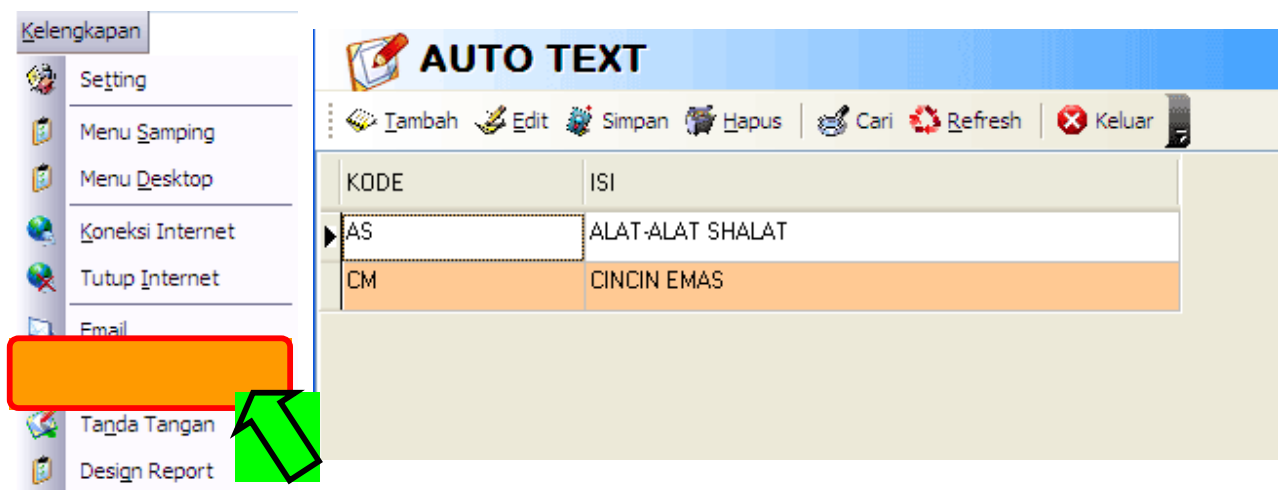 Kelengkapan
Setting
Menu Samping
Menu Desktop
Koneksi Internet
Tutup Internet
Email
Tanda Tangan
Design Report
AUTO TEXT
Tambah Edit Simpan Hapus Cari Refresh Keluar
KODE ISI
AS ALAT-ALAT SHALAT
CM CINCIN EMAS